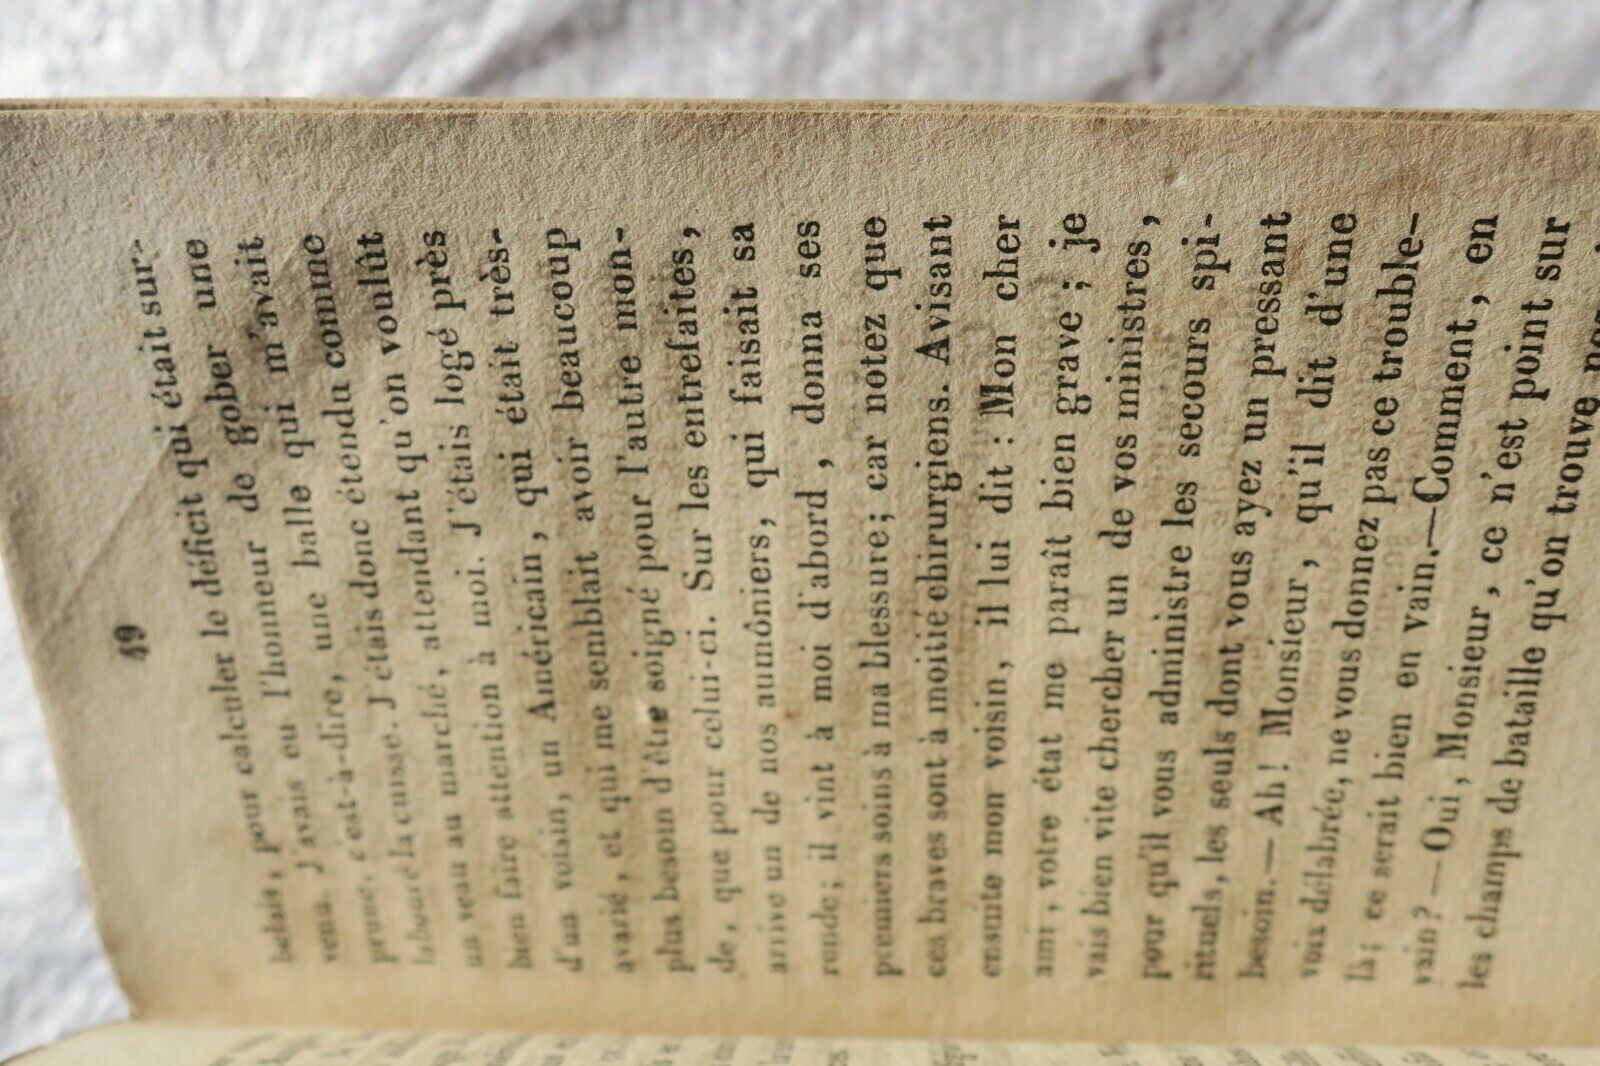 49
belais, pour calculer le déficit qui était sur-
venu. J'avais eu l'honneur de gober une
prune, c'est-à-dire, une balle qui m'avait
labouré la cuisse. J'étais donc étendu comme
un veau au marché, attendant qu'on voulût
bien faire attention à moi. J'étais logé près
d'un voisin, un Américain, qui était très-
avarié, et qui me semblait avoir beaucoup
plus besoin d'être soigné pour l'autre mon-
de, que pour celui-ci. Sur les entrefaites,
arrive un de nos aumôniers, qui faisait sa
ronde; il vint à moi d'abord, donna ses
premiers soins à ma blessure; car notez que
ces braves sont à moitié chirurgiens. Avisant
ensuite mon voisin, il lui dit : Mon cher
ami, votre état me paraît bien grave; je
vais bien vite chercher un de vos ministres,
pour qu'il vous administre les secours spi-
rituels, les seuls dont vous ayez un pressant
besoin.—Ah! Monsieur, qu'il dit d'une
voix délabrée, ne vous donnez pas ce trouble-
là; ce serait bien en vain.—Comment, en
vain?—Oui, Monsieur, ce n'est point sur
les champs de bataille qu'on trouve